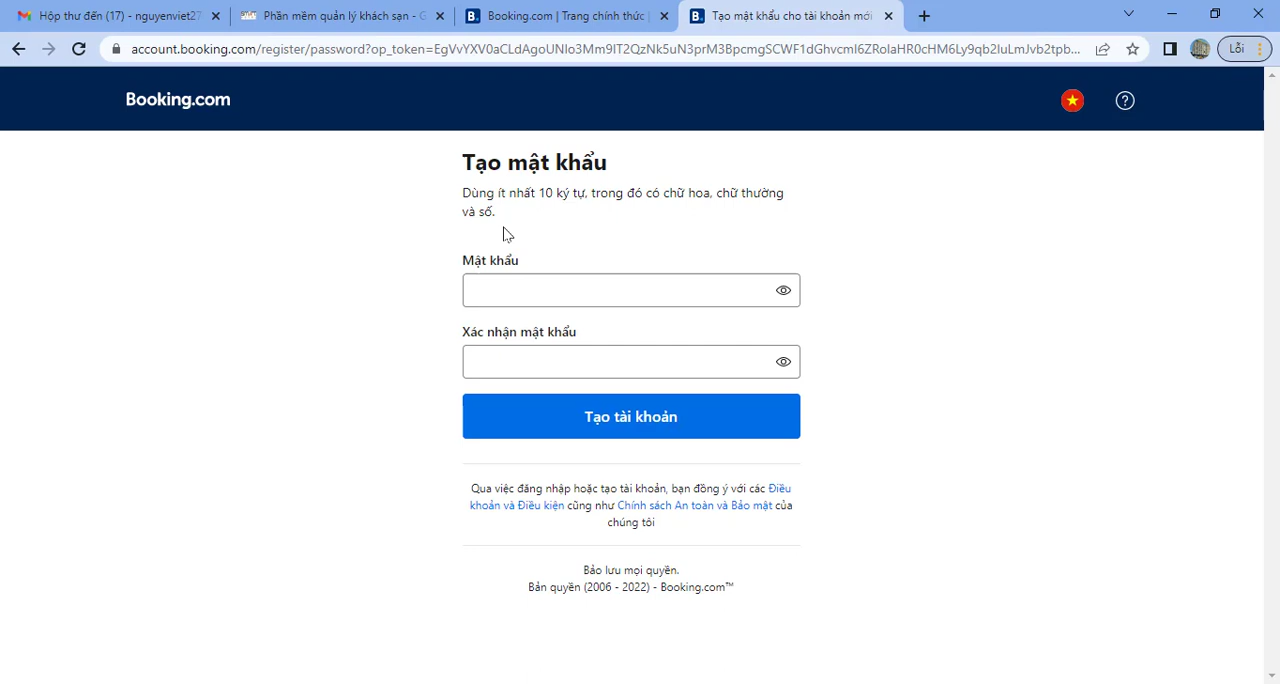 Hộp thư đến (17) - nguyenviet27
Phần mềm quản lý khách sạn - G
Booking.com | Trang chính thức |
Tạo mật khẩu cho tài khoản mới
account.booking.com/register/password?op_token=EgVvYXV0aCLdAgoUNlo3Mm9IT2QzNk5uN3prM3BpcmgSCWF1dGhvcml6ZRolaHR0cHM6Ly9qb2luLmJvb2tpb...
Lỗi
Booking.com
Tạo mật khẩu
Dùng ít nhất 10 ký tự, trong đó có chữ hoa, chữ thường
và số.
Mật khẩu
Xác nhận mật khẩu
Tạo tài khoản
Qua việc đăng nhập hoặc tạo tài khoản, bạn đồng ý với các Điều
khoản và Điều kiện cũng như Chính sách An toàn và Bảo mật của
chúng tôi
Bảo lưu mọi quyền.
Bản quyền (2006 - 2022) - Booking.com™